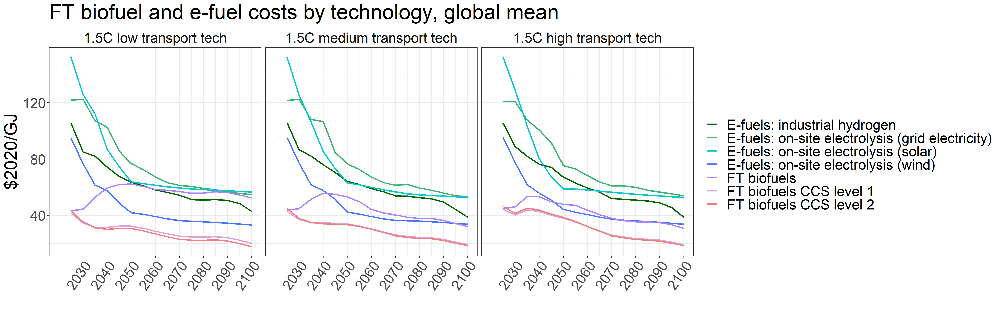 FT biofuel and e-fuel costs by technology, global mean
1.5C low transport tech
1.5C medium transport tech
1.5C high transport tech
$2020/GJ
120
80
40
2030 2040 2050 2060 2070 2080 2090 2100
2030 2040 2050 2060 2070 2080 2090 2100
2030 2040 2050 2060 2070 2080 2090 2100
E-fuels: industrial hydrogen
E-fuels: on-site electrolysis (grid electricity)
E-fuels: on-site electrolysis (solar)
E-fuels: on-site electrolysis (wind)
FT biofuels
FT biofuels CCS level 1
FT biofuels CCS level 2